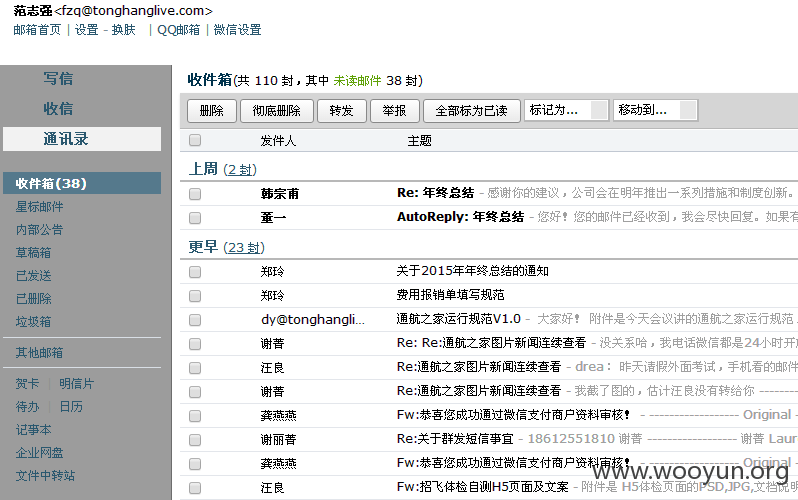 范志强<fzq@tonghanglive.com>
邮箱首页 | 设置 - 换肤 | QQ邮箱 | 微信设置
写信
收信
通讯录
收件箱(38)
星标邮件
内部公告
草稿箱
已发送
已删除
垃圾箱
其他邮箱
贺卡 | 明信片
待办 | 日历
记事本
企业网盘
文件中转站
收件箱(共 110 封，其中 未读邮件 38 封)
删除 彻底删除 转发 举报 全部标为已读 标记为... 移动到...
发件人 主题
上周 (2 封)
韩宗甫 Re: 年终总结 - 感谢你的建议，公司会在明年推出一系列措施和制度创新。
董一 AutoReply: 年终总结 - 您好！您的邮件已经收到，我会尽快回复。如果有
更早 (23 封)
郑玲 关于2015年年终总结的通知
郑玲 费用报销单填写规范
dy@tonghangli... 通航之家运行规范V1.0 - 大家好！ 附件是今天会议讲的通航之家运行规范
谢菁 Re: Re:通航之家图片新闻连续查看 - 没关系哈，我电话微信都是24小时开放
汪良 Re:通航之家图片新闻连续查看 - drea：昨天请假外面考试，手机看的邮件
谢菁 Re:通航之家图片新闻连续查看 - 我截了图的，估计汪良没有转给你 ---------
龚燕燕 Fw:恭喜您成功通过微信支付商户资料审核！ - ------------------ Original -
谢丽菁 Re:关于群发短信事宜 - 18612551810 谢菁 ------------------ 谢菁 Laur
龚燕燕 Fw:恭喜您成功通过微信支付商户资料审核！ - ------------------ Original -
汪良 Fw:招飞体检自测H5页面及文案 - 附件是 H5体检页面的PSD,JPG,文档说明
www.wooyun.org